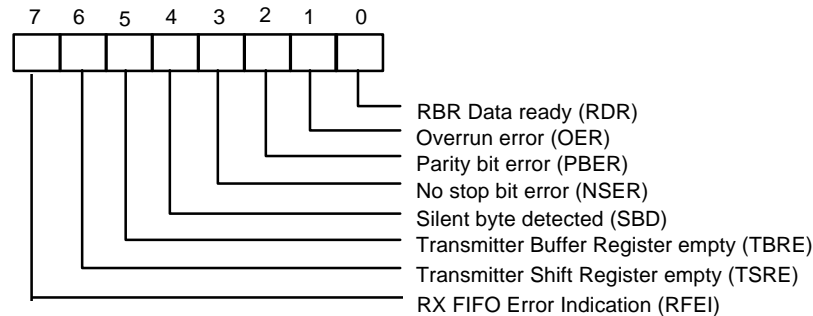 7 6 5 4 3 2 1 0
RBR Data ready (RDR)
Overrun error (OER)
Parity bit error (PBER)
No stop bit error (NSER)
Silent byte detected (SBD)
Transmitter Buffer Register empty (TBRE)
Transmitter Shift Register empty (TSRE)
RX FIFO Error Indication (RFEI)